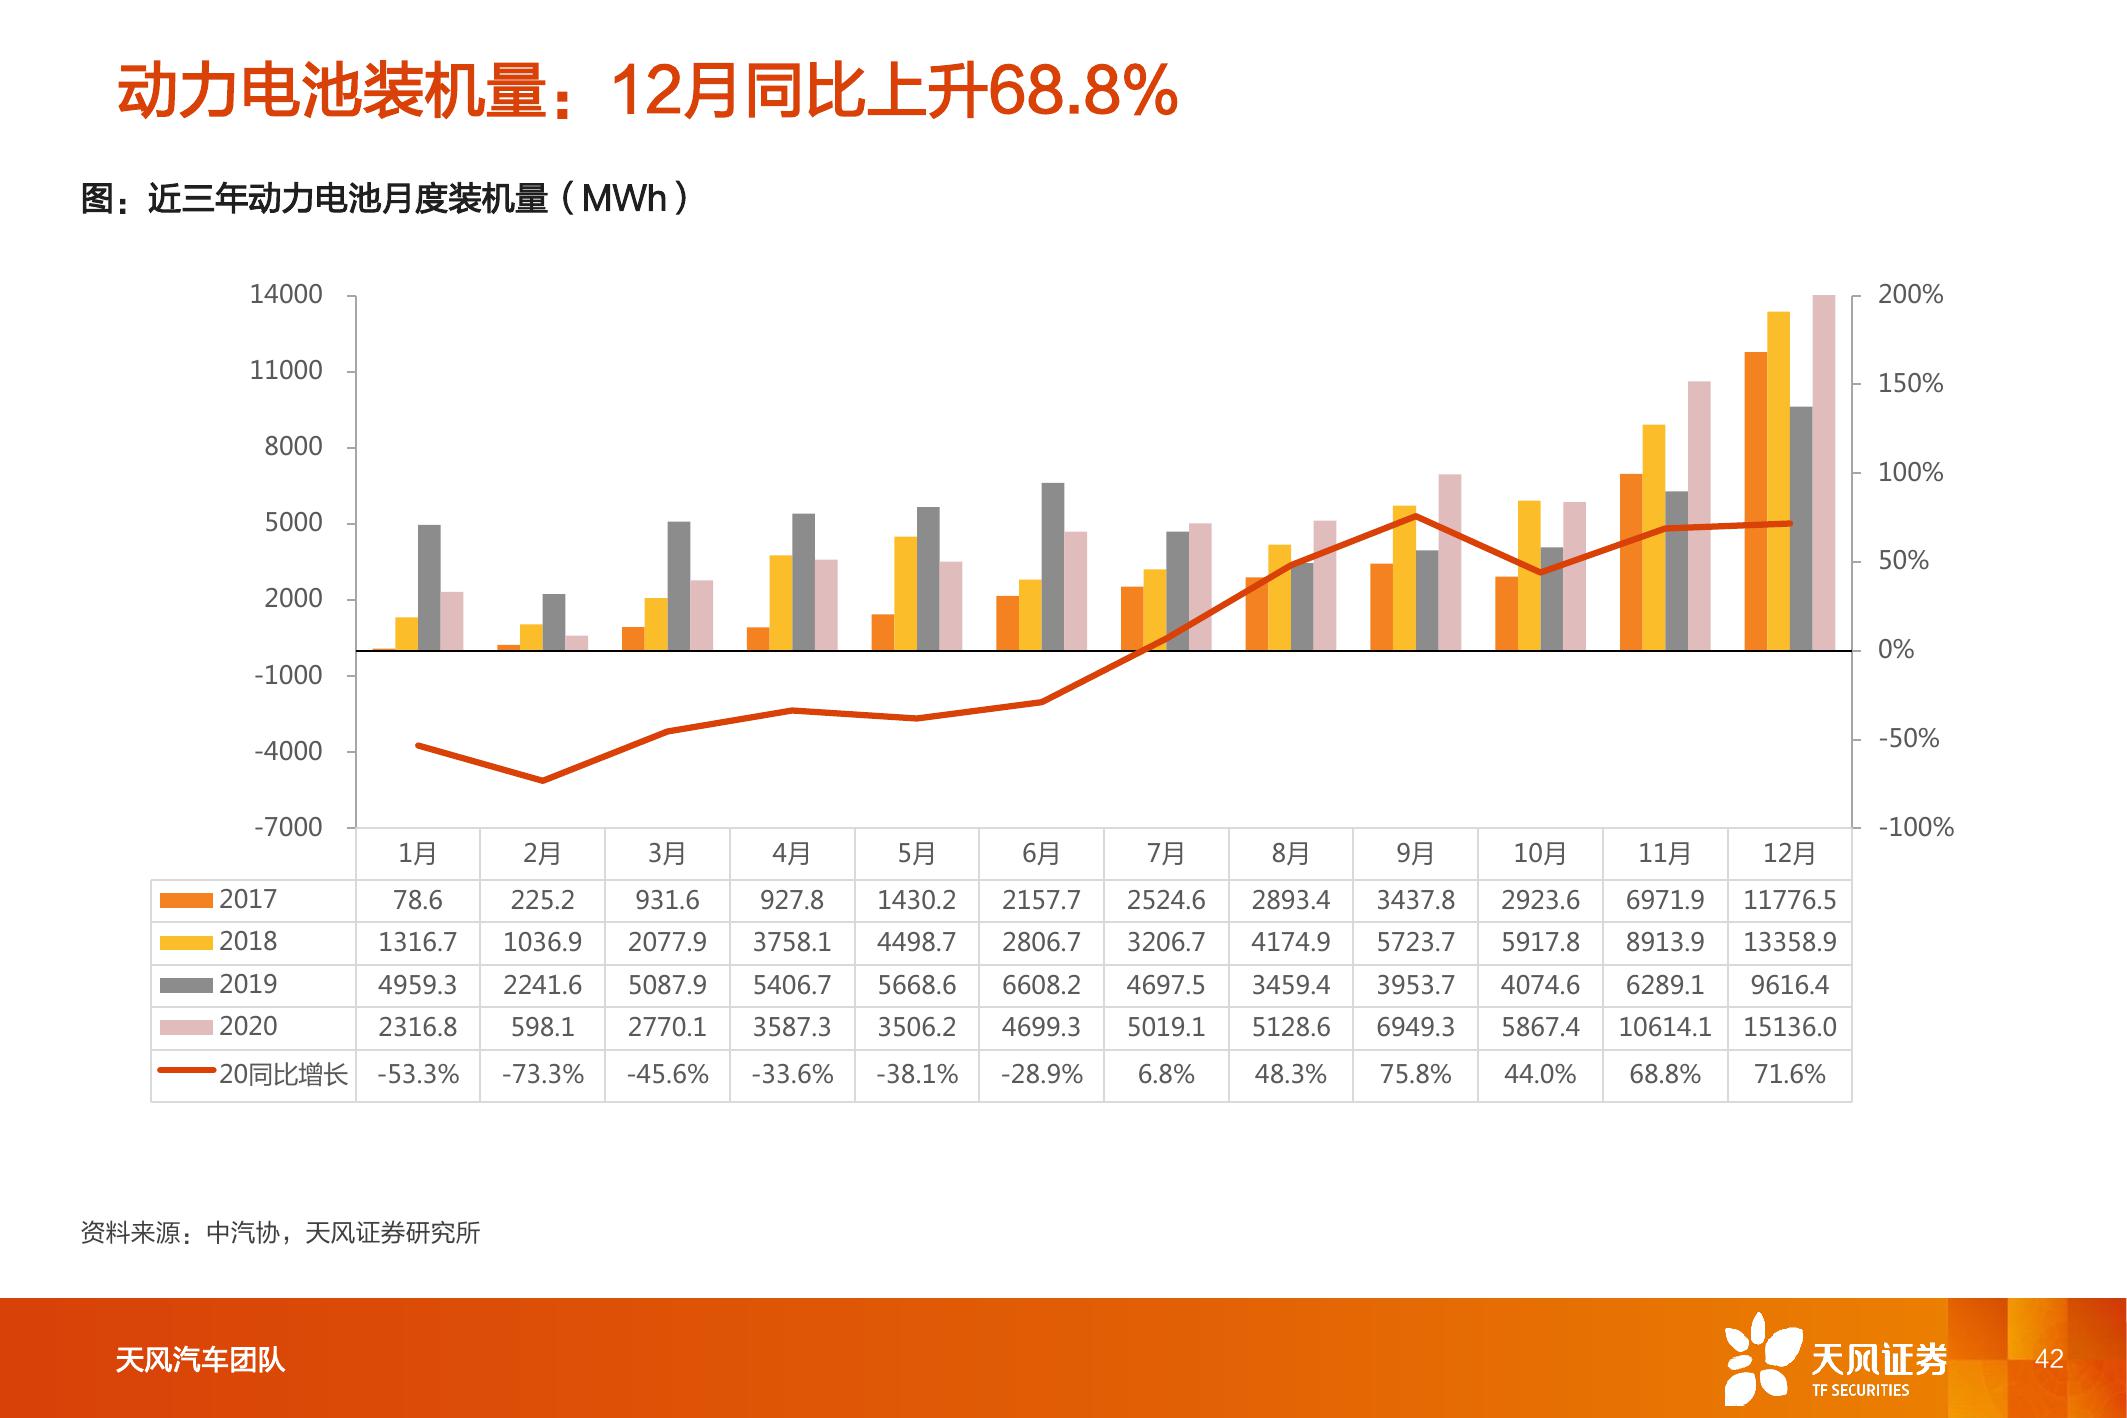 动力电池装机量：12月同比上升68.8%
图：近三年动力电池月度装机量（MWh）
14000 200%
11000 150%
8000 100%
5000 50%
2000 0%
-1000 -50%
-4000
-7000 -100%
1月 2月 3月 4月 5月 6月 7月 8月 9月 10月 11月 12月
2017 78.6 225.2 931.6 927.8 1430.2 2157.7 2524.6 2893.4 3437.8 2923.6 6971.9 11776.5
2018 1316.7 1036.9 2077.9 3758.1 4498.7 2806.7 3206.7 4174.9 5723.7 5917.8 8913.9 13358.9
2019 4959.3 2241.6 5087.9 5406.7 5668.6 6608.2 4697.5 3459.4 3953.7 4074.6 6289.1 9616.4
2020 2316.8 598.1 2770.1 3587.3 3506.2 4699.3 5019.1 5128.6 6949.3 5867.4 10614.1 15136.0
20同比增长 -53.3% -73.3% -45.6% -33.6% -38.1% -28.9% 6.8% 48.3% 75.8% 44.0% 68.8% 71.6%
资料来源：中汽协，天风证券研究所
天风汽车团队
天风证券
TF SECURITIES
42